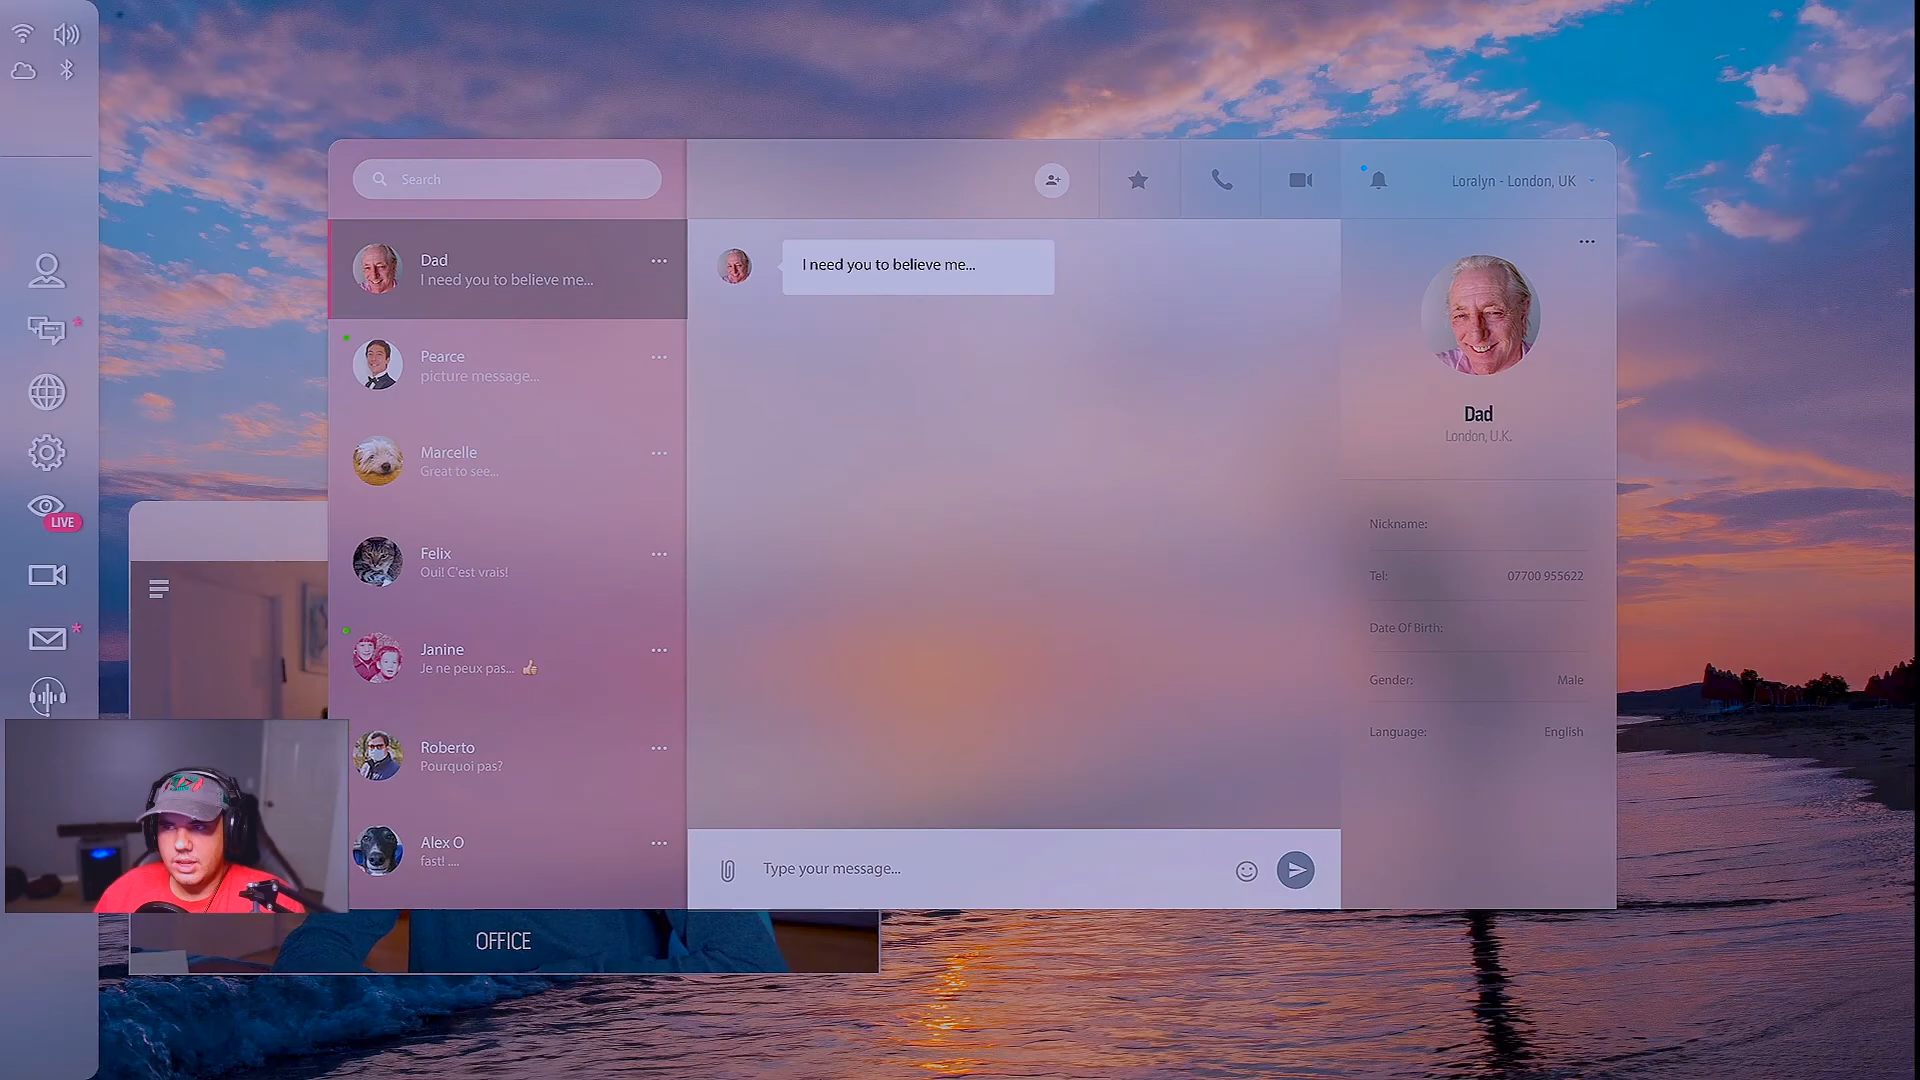 Search
Loralyn - London, UK
Dad
I need you to believe me...
Pearce
picture message...
Marcelle
Great to see...
Felix
Oui! C'est vrais!
Janine
Je ne peux pas... 👍
Roberto
Pourquoi pas?
Alex O
fast! ....
I need you to believe me...
Type your message...
Dad
London, U.K.
Nickname:
Tel: 07700 955622
Date Of Birth:
Gender: Male
Language: English
LIVE
OFFICE